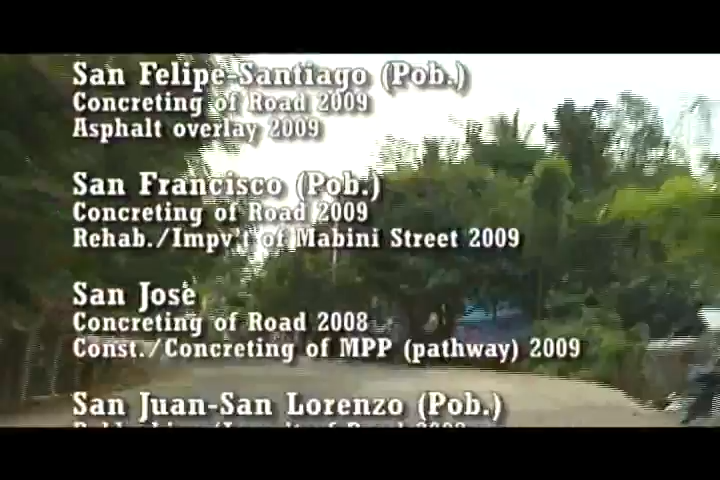 San Felipe-Santiago (Pob.)
Concreting of Road 2009
Asphalt overlay 2009
San Francisco (Pob.)
Concreting of Road 2009
Rehab./Impv't of Mabini Street 2009
San Jose
Concreting of Road 2008
Const./Concreting of MPP (pathway) 2009
San Juan-San Lorenzo (Pob.)